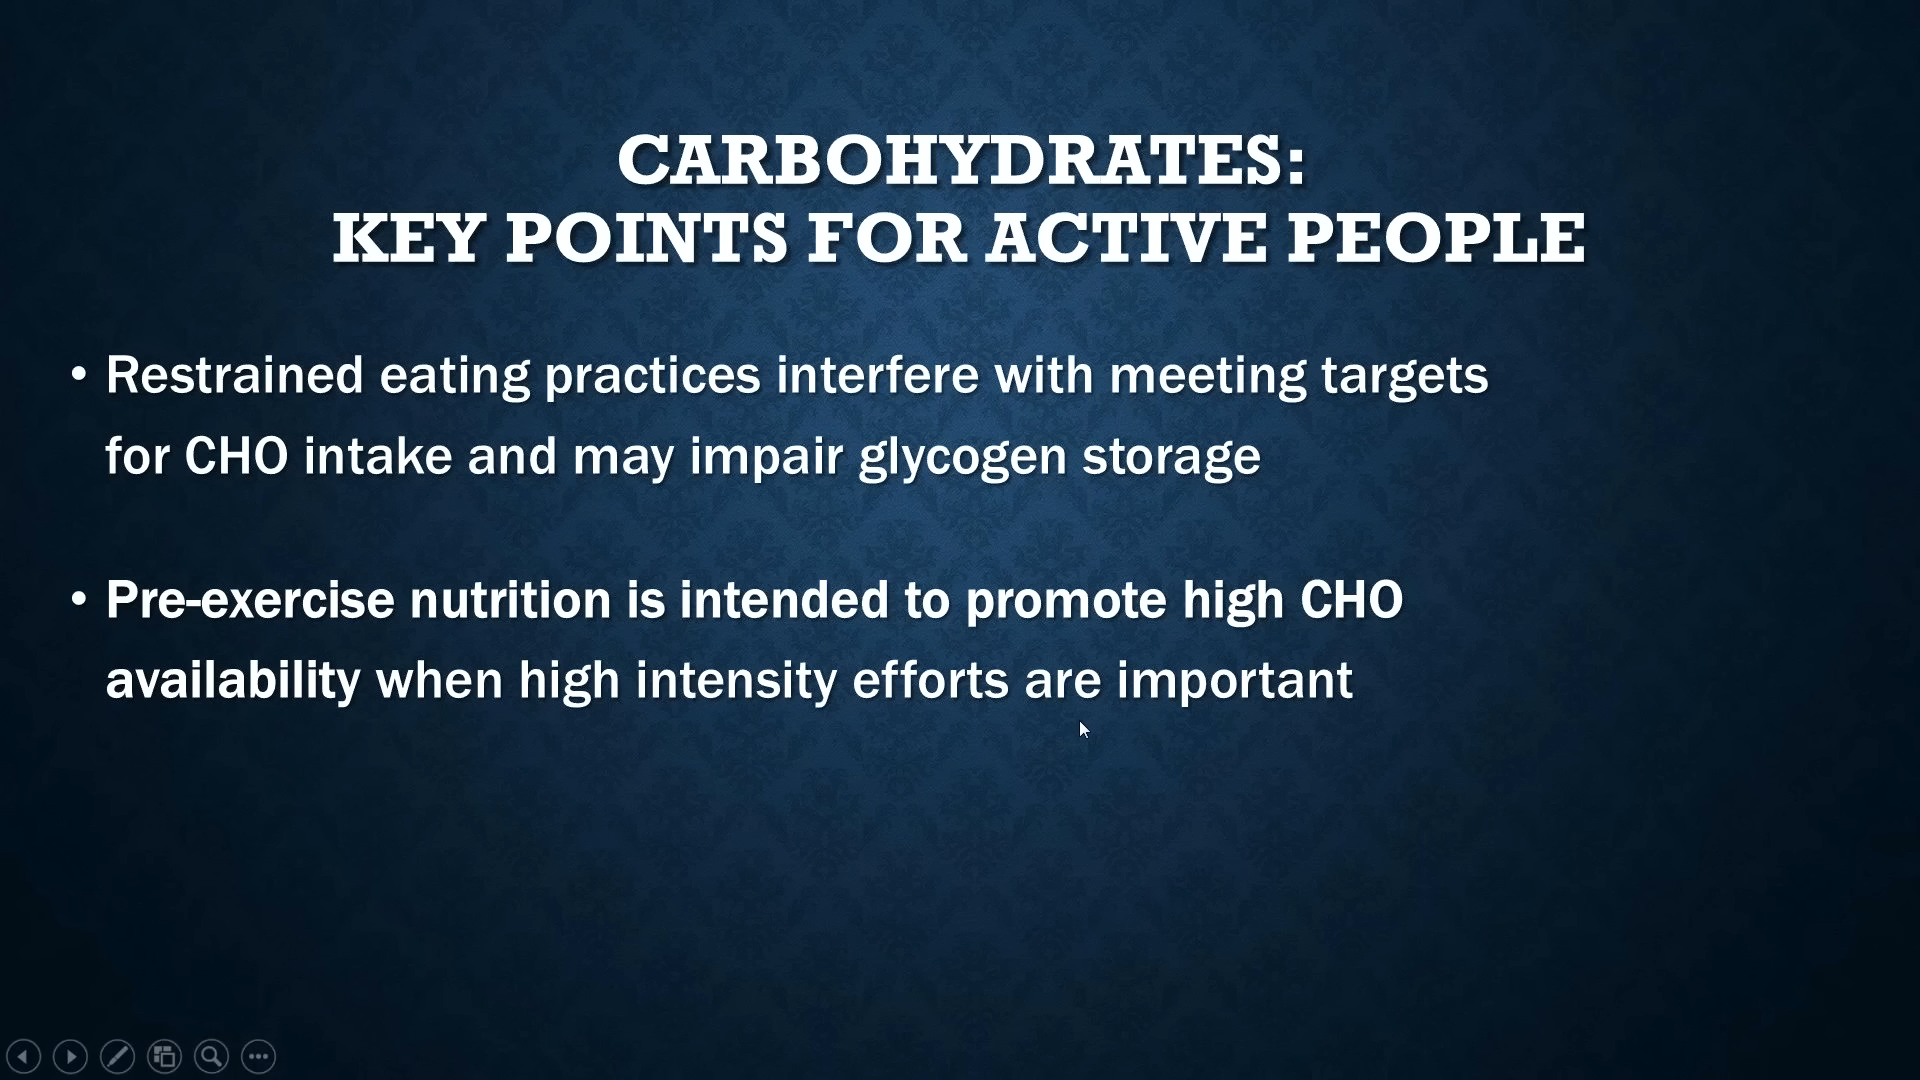 CARBOHYDRATES:
KEY POINTS FOR ACTIVE PEOPLE
• Restrained eating practices interfere with meeting targets
for CHO intake and may impair glycogen storage
• Pre-exercise nutrition is intended to promote high CHO
availability when high intensity efforts are important